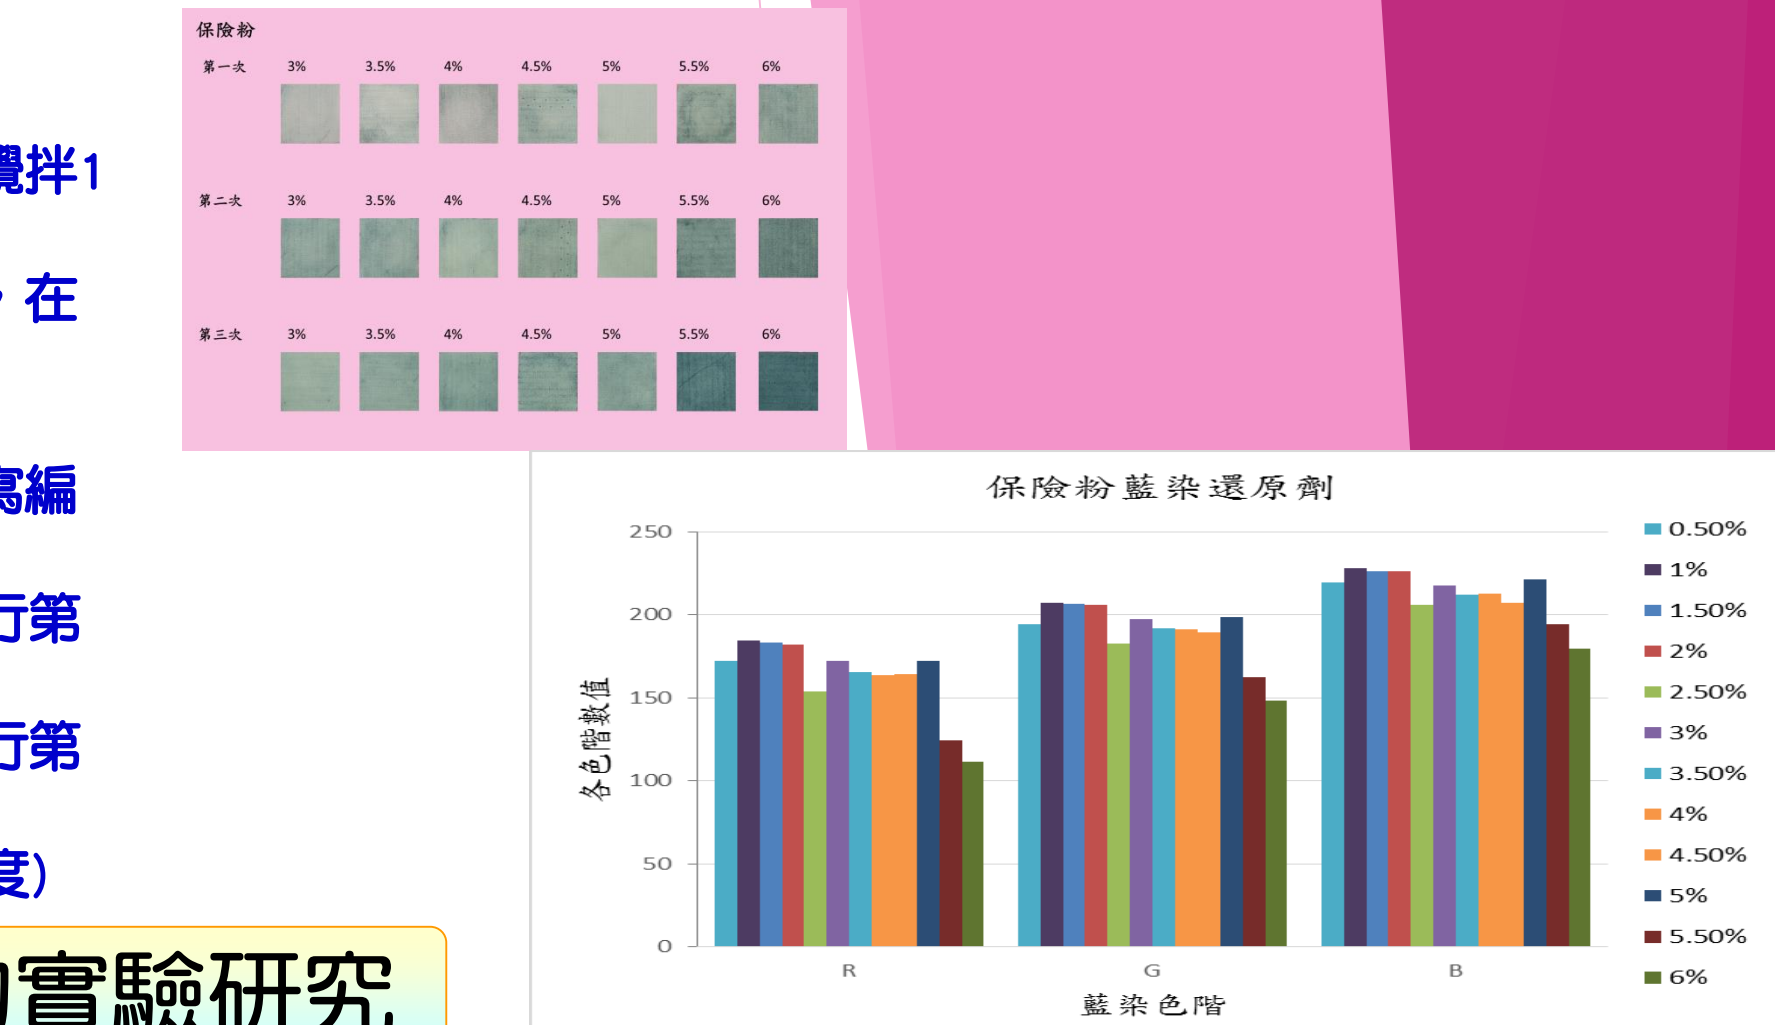 保險粉
第一次 3% 3.5% 4% 4.5% 5% 5.5% 6%
第二次 3% 3.5% 4% 4.5% 5% 5.5% 6%
第三次 3% 3.5% 4% 4.5% 5% 5.5% 6%
攪拌1
，在
寫編
行第
行第
度)
實驗研究
保險粉藍染還原劑
各色階數值
250
200
150
100
50
0
R G B
藍染色階
0.50%
1%
1.50%
2%
2.50%
3%
3.50%
4%
4.50%
5%
5.50%
6%